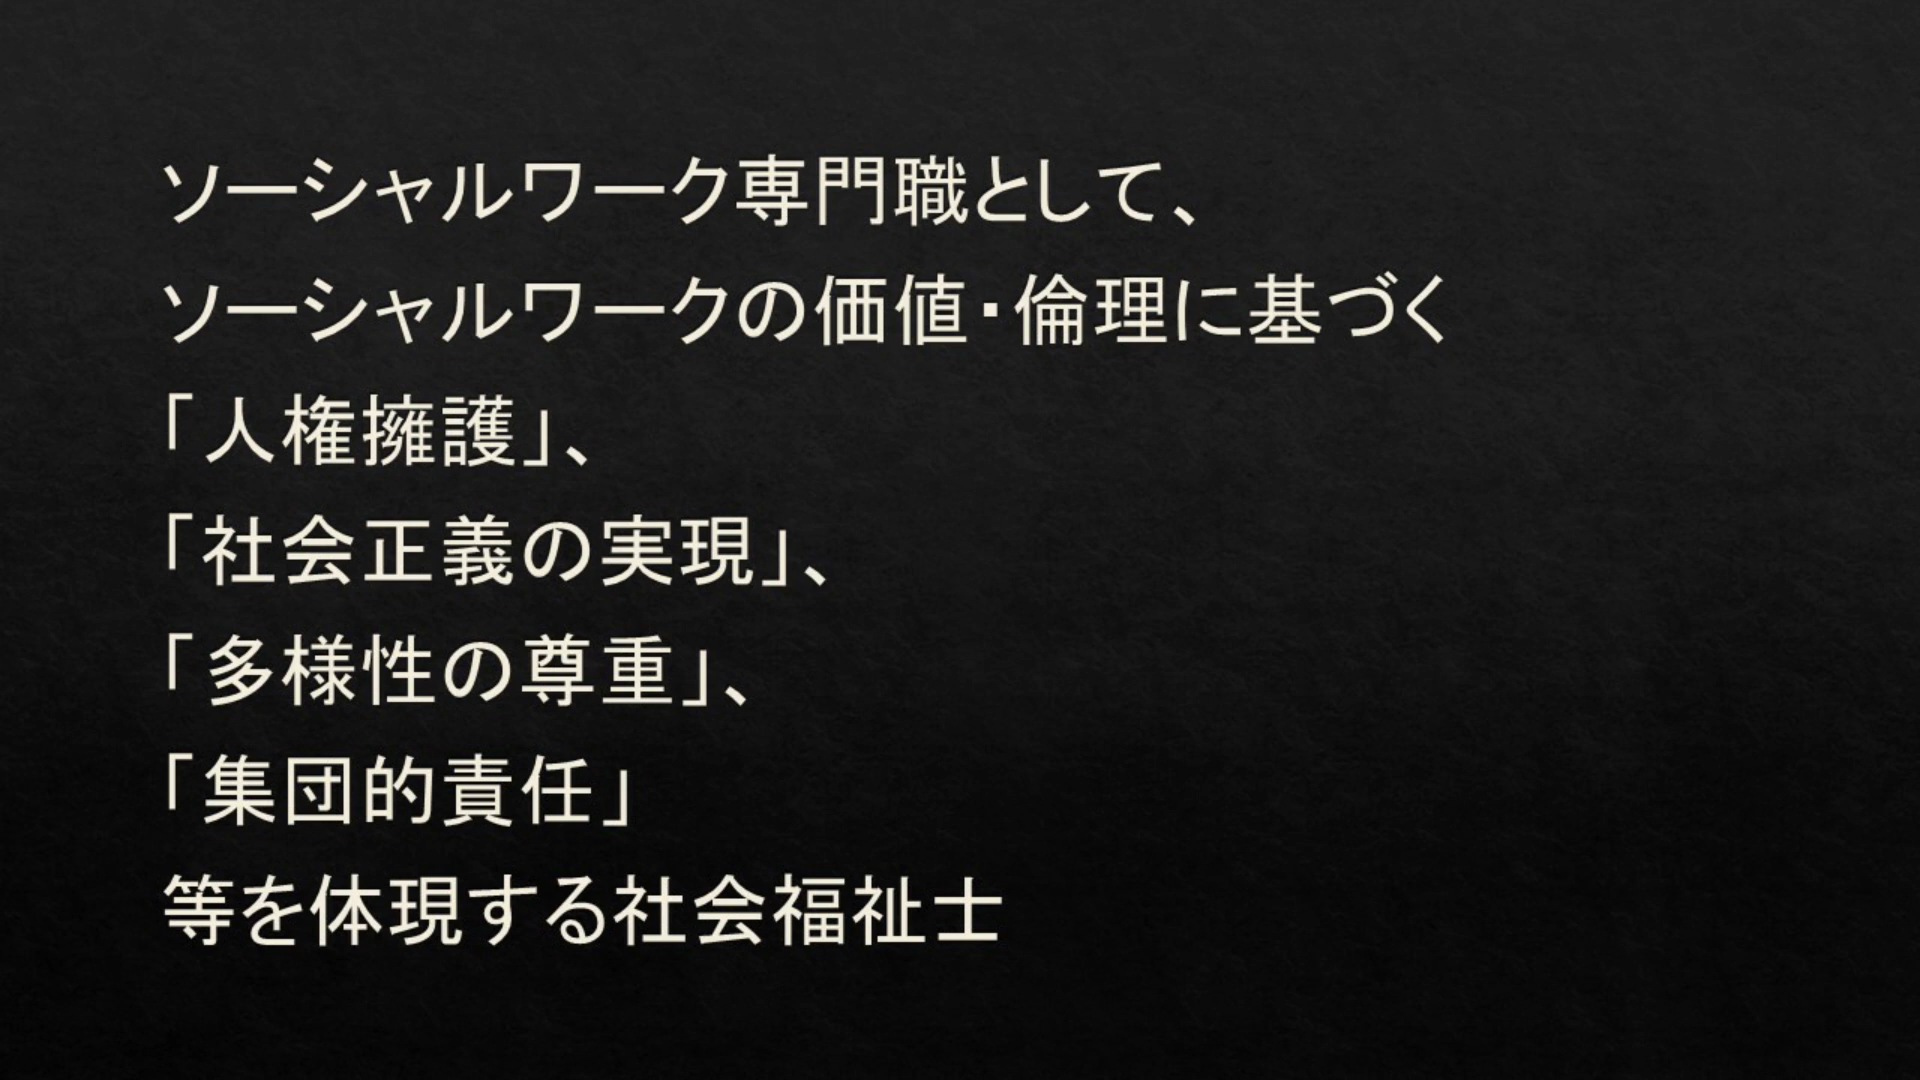 ソーシャルワーク専門職として、
ソーシャルワークの価値・倫理に基づく
「人権擁護」、
「社会正義の実現」、
「多様性の尊重」、
「集団的責任」
等を体現する社会福祉士